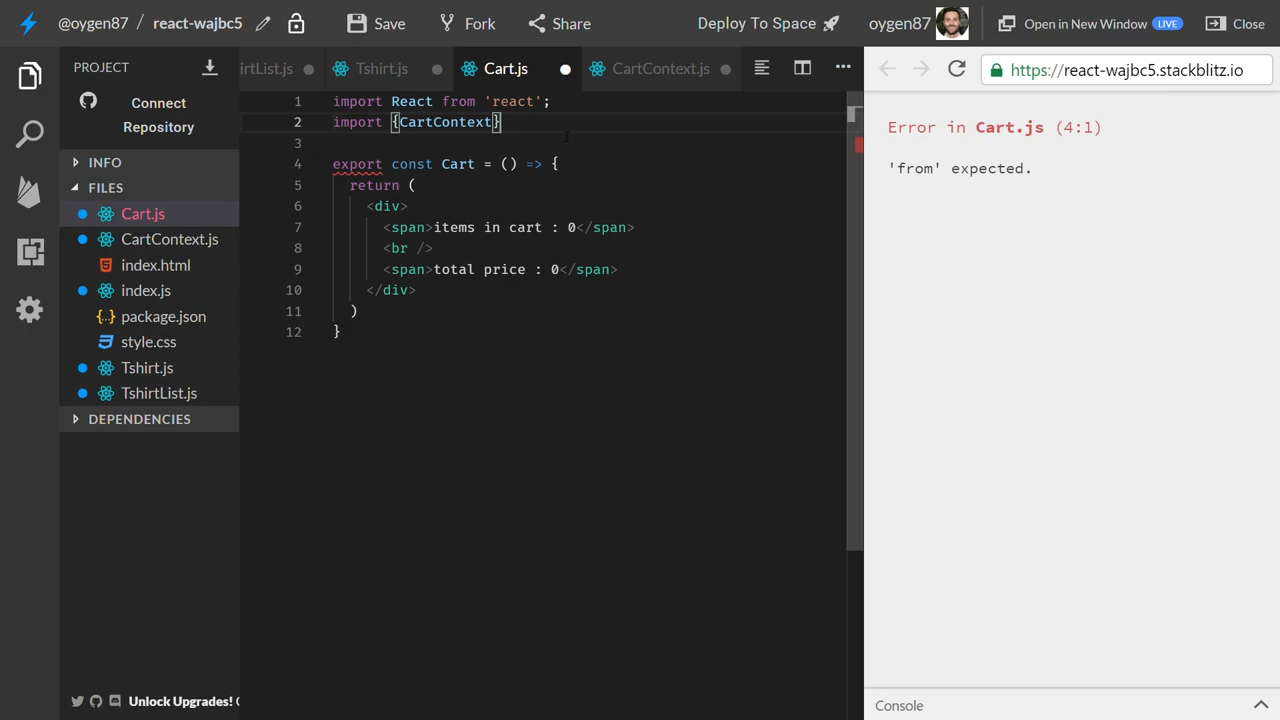 @oygen87 / react-wajbc5 Save Fork Share Deploy To Space oygen87 Open in New Window LIVE Close
PROJECT
Connect
Repository
INFO
FILES
Cart.js
CartContext.js
index.html
index.js
{..} package.json
style.css
Tshirt.js
TshirtList.js
DEPENDENCIES
Unlock Upgrades!
irtList.js Tshirt.js Cart.js CartContext.js
1 import React from 'react';
2 import {CartContext}
3
4 export const Cart = () => {
5 return (
6 <div>
7 <span>items in cart : 0</span>
8 <br />
9 <span>total price : 0</span>
10 </div>
11 )
12 }
https://react-wajbc5.stackblitz.io
Error in Cart.js (4:1)
'from' expected.
Console